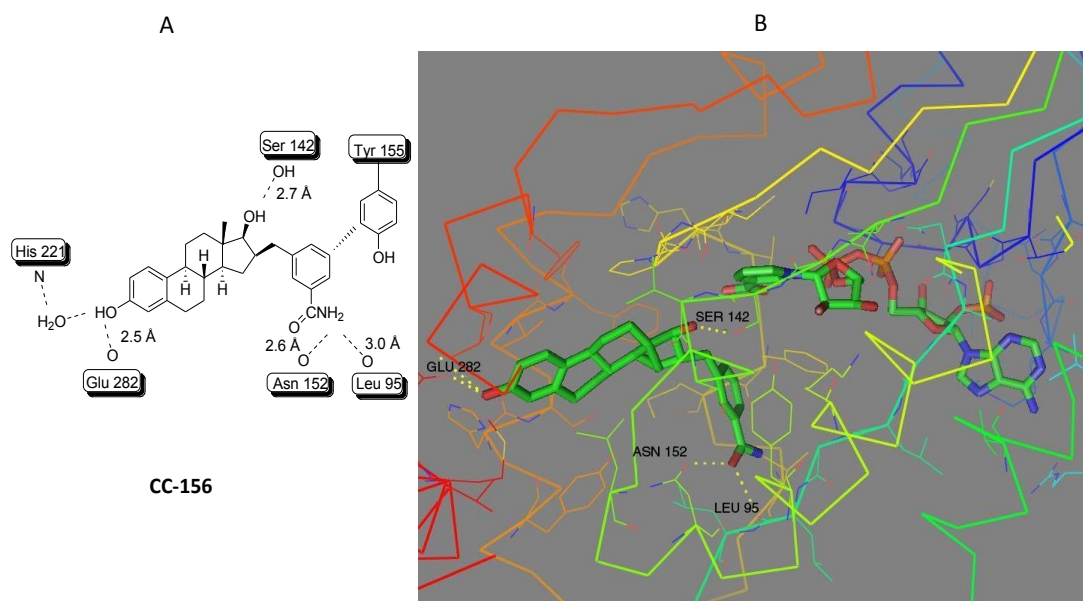 A
B
Ser 142
Tyr 155
OH
2.7 Å
OH
OH
His 221
N
H
H
H
H₂O
HO
2.5 Å
O
Glu 282
O
NH₂
2.6 Å
3.0 Å
O
O
Asn 152
Leu 95
CC-156
SER 142
GLU 282
ASN 152
LEU 95